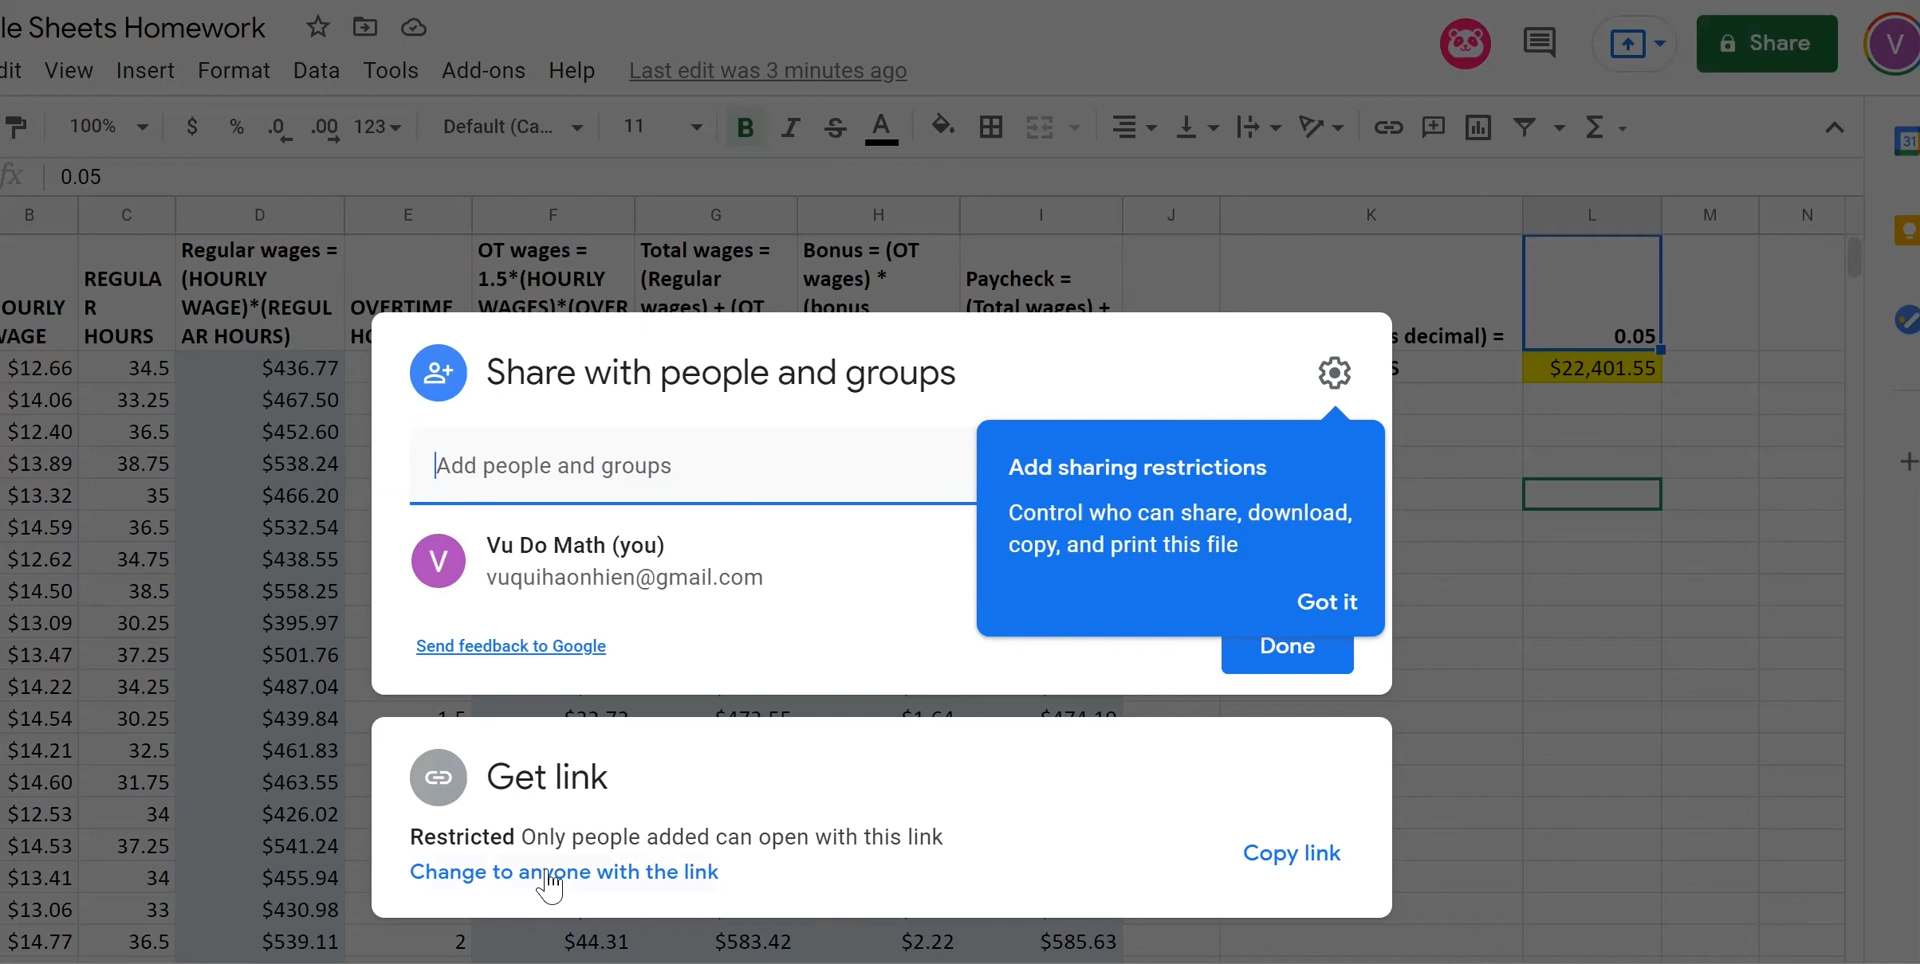 le Sheets Homework
dit View Insert Format Data Tools Add-ons Help Last edit was 3 minutes ago
Share
V
100% $ % .0 .00 123 Default (Ca... 11 B I S A Σ
31
fx 0.05
B C D E F G H I J K L M N
OURLY WAGE
REGULA
R
HOURS
Regular wages =
(HOURLY
WAGE)*(REGUL
AR HOURS)
OVERTIME
OT wages =
1.5*(HOURLY
WAGES)*(OVER
Total wages =
(Regular
wages) + (OT
Bonus = (OT
wages) *
(bonus
Paycheck =
(Total wages) +
s decimal) = 0.05
S $22,401.55
$12.66 34.5 $436.77
$14.06 33.25 $467.50
$12.40 36.5 $452.60
$13.89 38.75 $538.24
$13.32 35 $466.20
$14.59 36.5 $532.54
$12.62 34.75 $438.55
$14.50 38.5 $558.25
$13.09 30.25 $395.97
$13.47 37.25 $501.76
$14.22 34.25 $487.04
$14.54 30.25 $439.84
$14.21 32.5 $461.83
$14.60 31.75 $463.55
$12.53 34 $426.02
$14.53 37.25 $541.24
$13.41 34 $455.94
$13.06 33 $430.98
$14.77 36.5 $539.11 2 $44.31 $583.42 $2.22 $585.63
Share with people and groups
Add people and groups
V
Vu Do Math (you)
vuquihaonhien@gmail.com
Send feedback to Google
Add sharing restrictions
Control who can share, download,
copy, and print this file
Got it
Done
Get link
Restricted Only people added can open with this link
Change to anyone with the link
Copy link